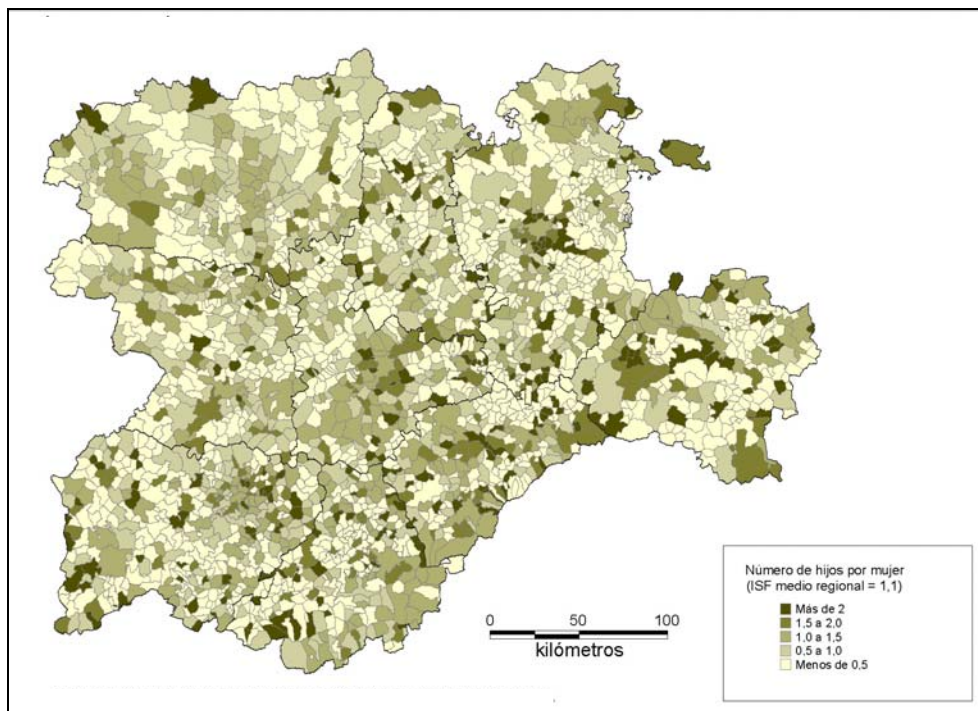 0 50 100
kilómetros
Número de hijos por mujer
(ISF medio regional = 1,1)
Más de 2
1,5 a 2,0
1,0 a 1,5
0,5 a 1,0
Menos de 0,5